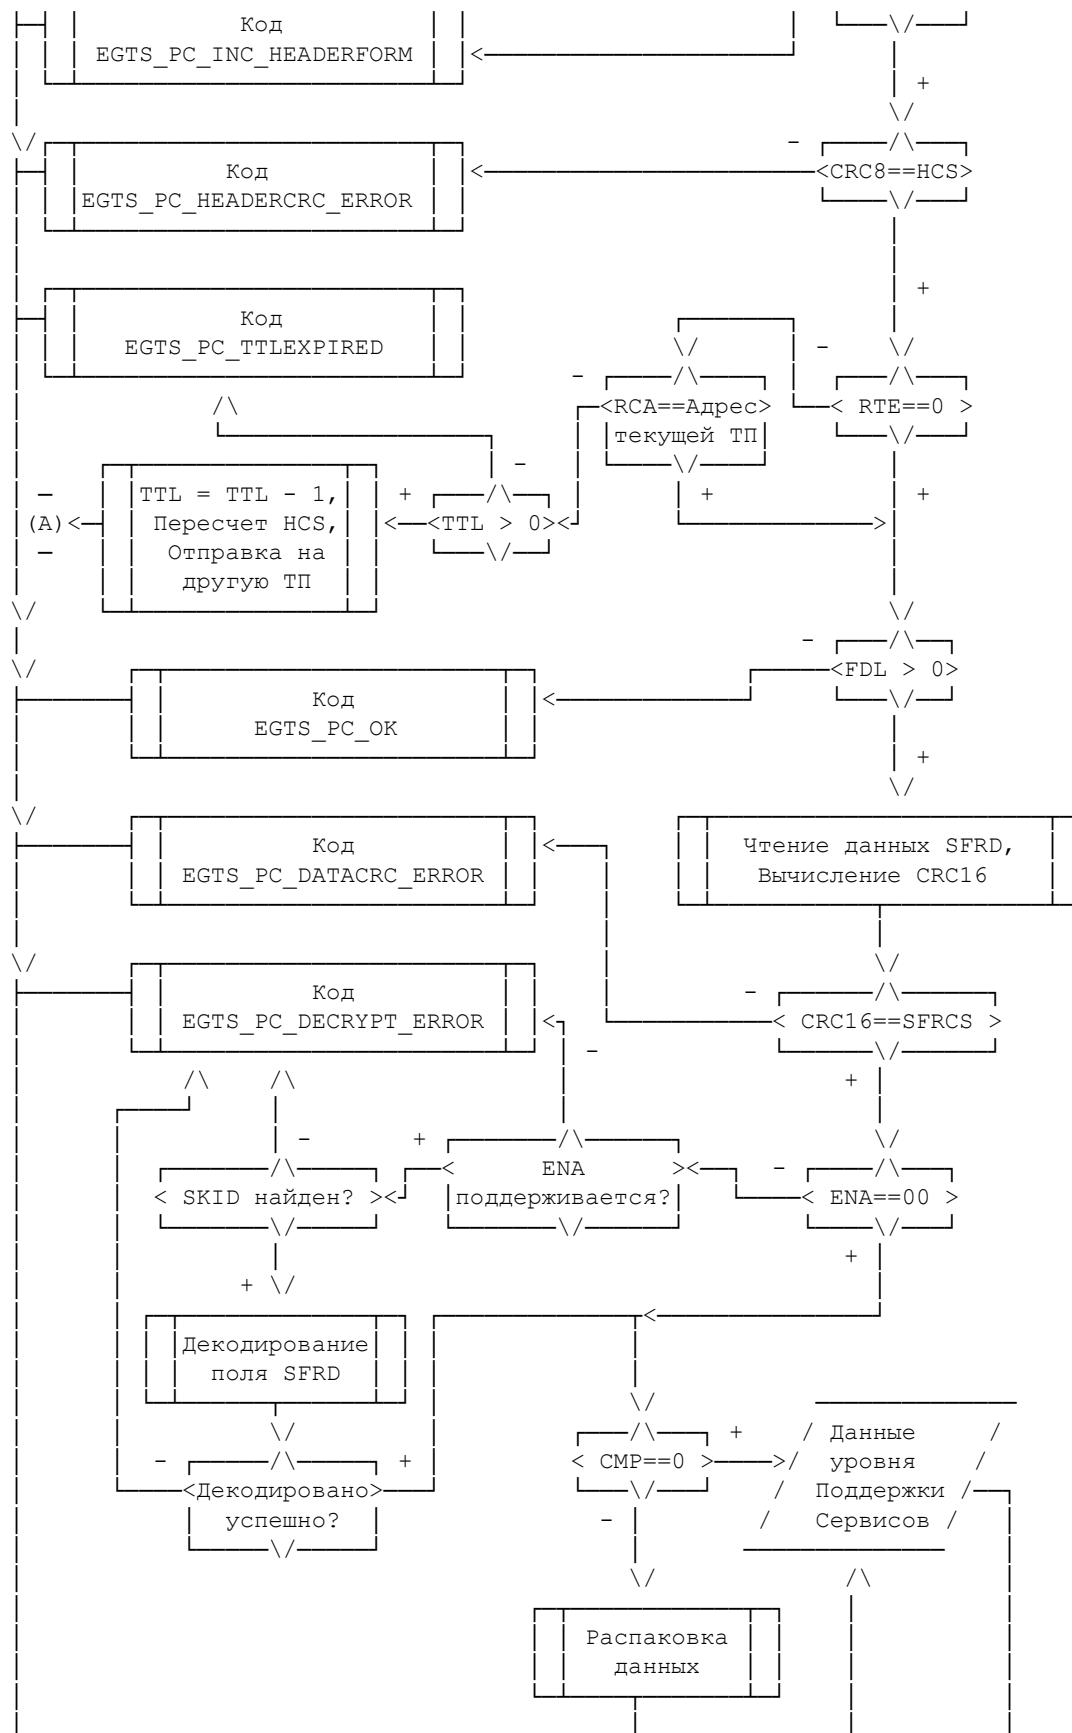 Код
EGTS_PC_INC_HEADERFORM
+
-
Код
<CRC8==HCS>
EGTS_PC_HEADERCRC_ERROR
+
Код
EGTS_PC_TTLEXPIRED
-
-
<RCA==Адрес>
< RTE==0 >
текущей ТП
-
TTL = TTL - 1,
+
+
+
(A)
Пересчет HCS,
<TTL > 0>
Отправка на
другую ТП
-
<FDL > 0>
Код
EGTS_PC_OK
+
Код
Чтение данных SFRD,
EGTS_PC_DATACRC_ERROR
Вычисление CRC16
Код
-
EGTS_PC_DECRYPT_ERROR
< CRC16==SFRCS >
-
+
-
+
< ENA >
-
< SKID найден? >
поддерживается?
< ENA==00 >
+
+
Декодирование
поля SFRD
+
Данные
-
+
< CMP==0 >
уровня
<Декодировано>
Поддержки
успешно?
-
Сервисов
Распаковка
данных